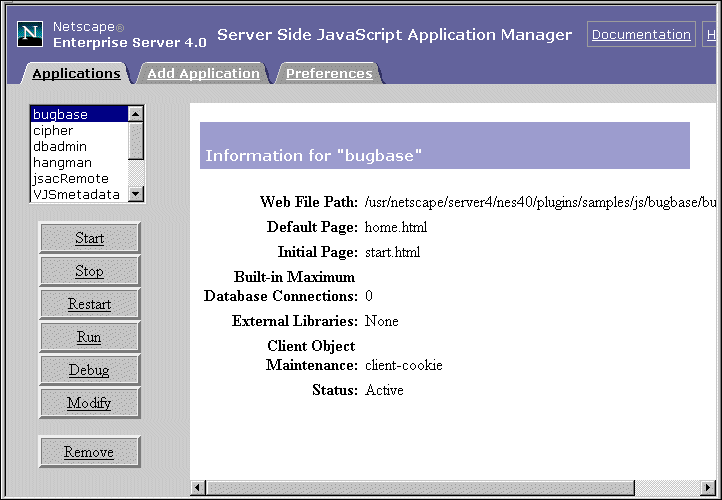 Netscape®
Enterprise Server 4.0
Server Side JavaScript Application Manager
Documentation
H
Applications
Add Application
Preferences
bugbase
cipher
dbadmin
hangman
jsacRemote
VJSmetadata
Start
Stop
Restart
Run
Debug
Modify
Remove
Information for "bugbase"
Web File Path: /usr/netscape/server4/nes40/plugins/samples/js/bugbase/bu
Default Page: home.html
Initial Page: start.html
Built-in Maximum
Database Connections: 0
External Libraries: None
Client Object
Maintenance: client-cookie
Status: Active